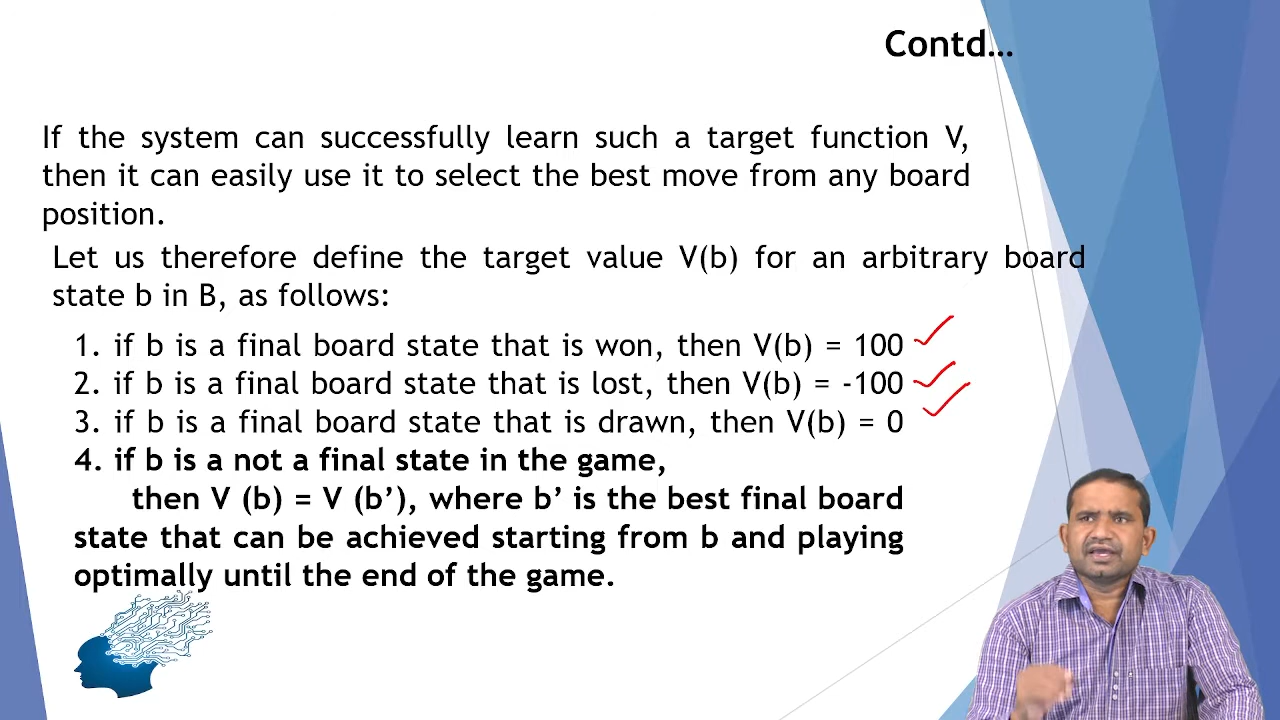 Contd...
If the system can successfully learn such a target function V,
then it can easily use it to select the best move from any board
position.
Let us therefore define the target value V(b) for an arbitrary board
state b in B, as follows:
1. if b is a final board state that is won, then V(b) = 100
2. if b is a final board state that is lost, then V(b) = -100
3. if b is a final board state that is drawn, then V(b) = 0
4. if b is a not a final state in the game,
then V (b) = V (b’), where b’ is the best final board
state that can be achieved starting from b and playing
optimally until the end of the game.